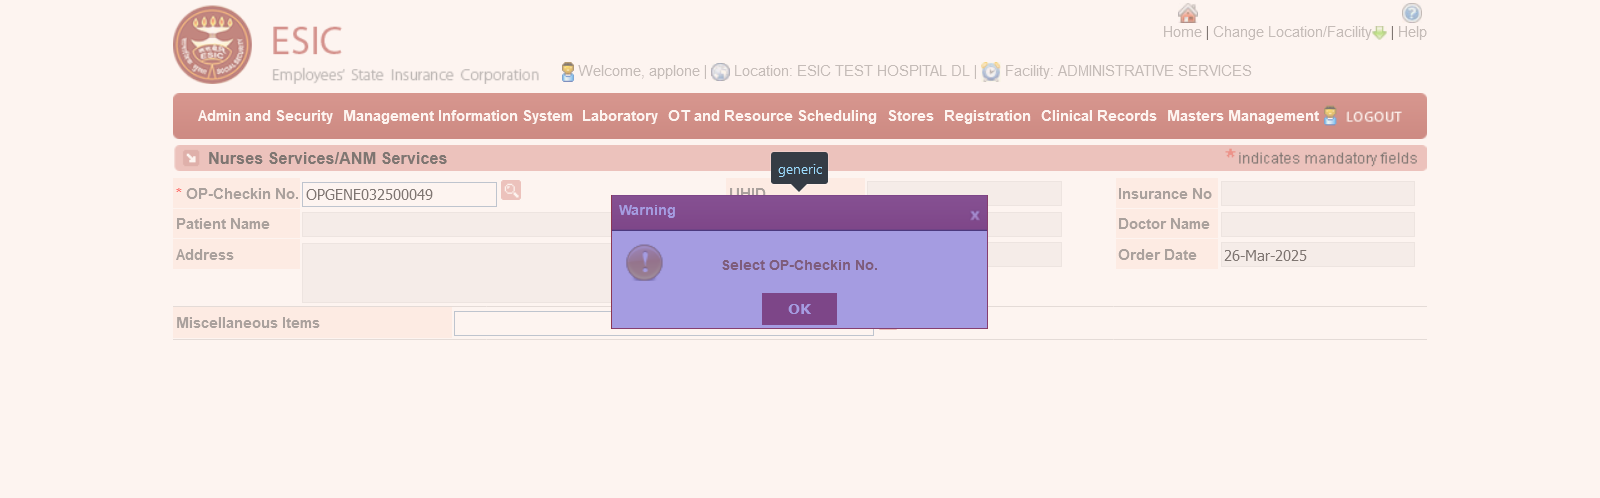 Home | Change Location/Facility | Help
ESIC
Employees' State Insurance Corporation
Welcome, applone | Location: ESIC TEST HOSPITAL DL | Facility: ADMINISTRATIVE SERVICES
Admin and Security Management Information System Laboratory OT and Resource Scheduling Stores Registration Clinical Records Masters Management LOGOUT
Nurses Services/ANM Services * indicates mandatory fields
generic
* OP-Checkin No. OPGENE032500049 UHID Insurance No
Warning x
Patient Name Doctor Name
Address Order Date 26-Mar-2025
Select OP-Checkin No.
OK
Miscellaneous Items